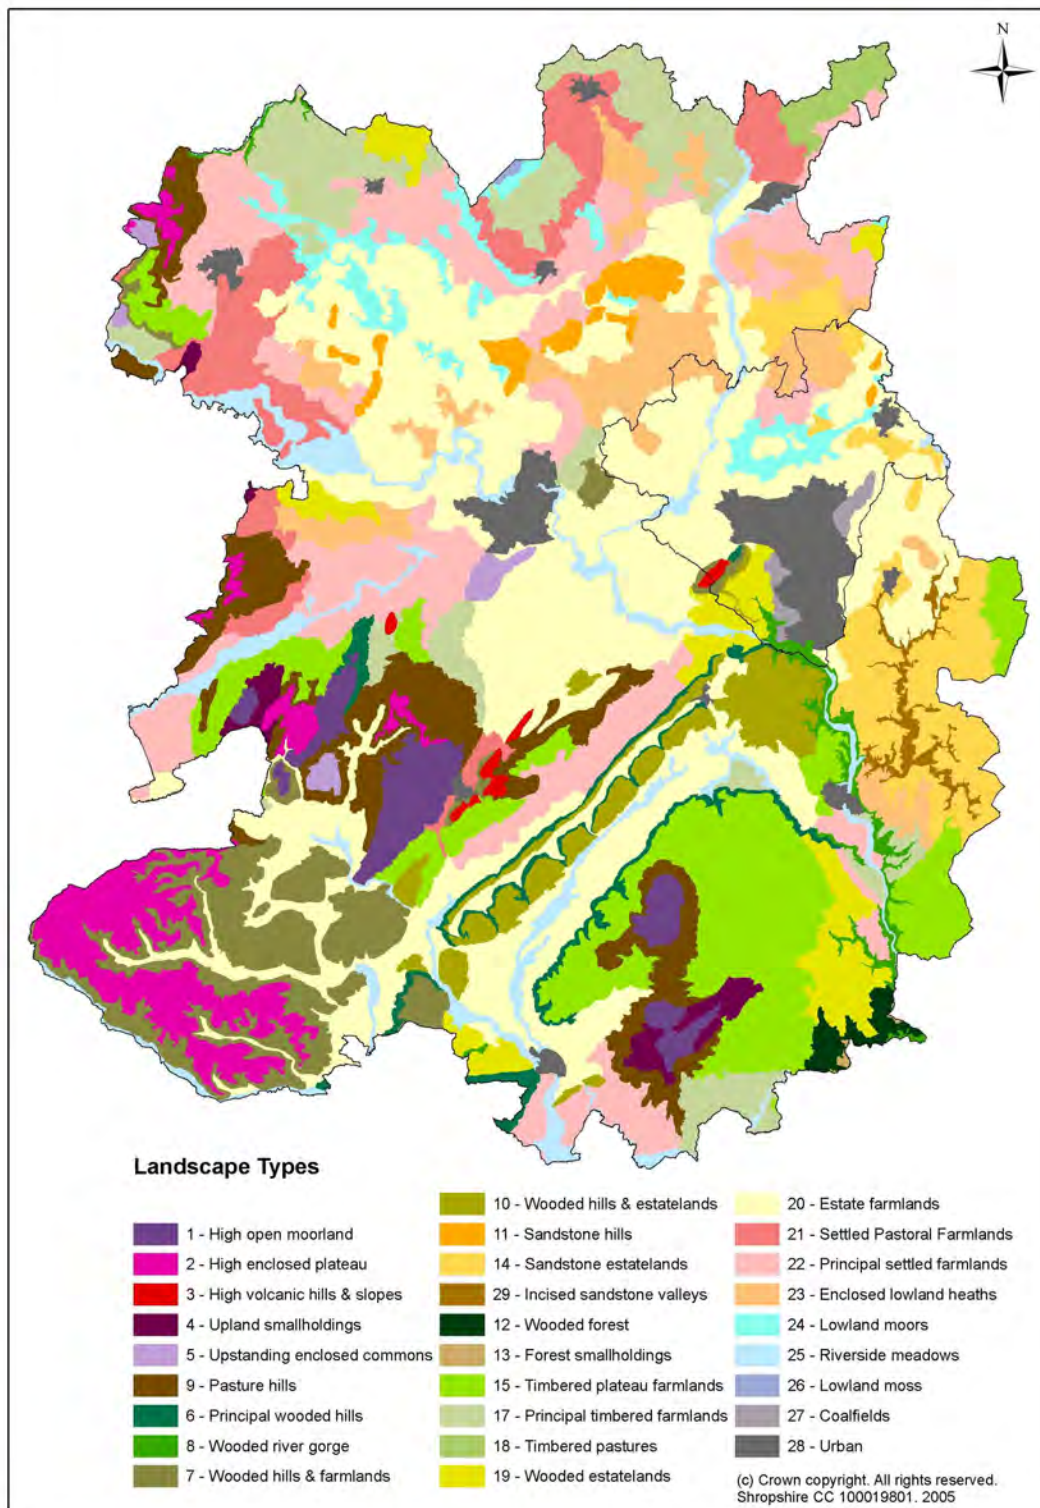 N
Landscape Types
1 - High open moorland
2 - High enclosed plateau
3 - High volcanic hills & slopes
4 - Upland smallholdings
5 - Upstanding enclosed commons
9 - Pasture hills
6 - Principal wooded hills
8 - Wooded river gorge
7 - Wooded hills & farmlands
10 - Wooded hills & estatelands
11 - Sandstone hills
14 - Sandstone estatelands
29 - Incised sandstone valleys
12 - Wooded forest
13 - Forest smallholdings
15 - Timbered plateau farmlands
17 - Principal timbered farmlands
18 - Timbered pastures
19 - Wooded estatelands
20 - Estate farmlands
21 - Settled Pastoral Farmlands
22 - Principal settled farmlands
23 - Enclosed lowland heaths
24 - Lowland moors
25 - Riverside meadows
26 - Lowland moss
27 - Coalfields
28 - Urban
(c) Crown copyright. All rights reserved.
Shropshire CC 100019801. 2005